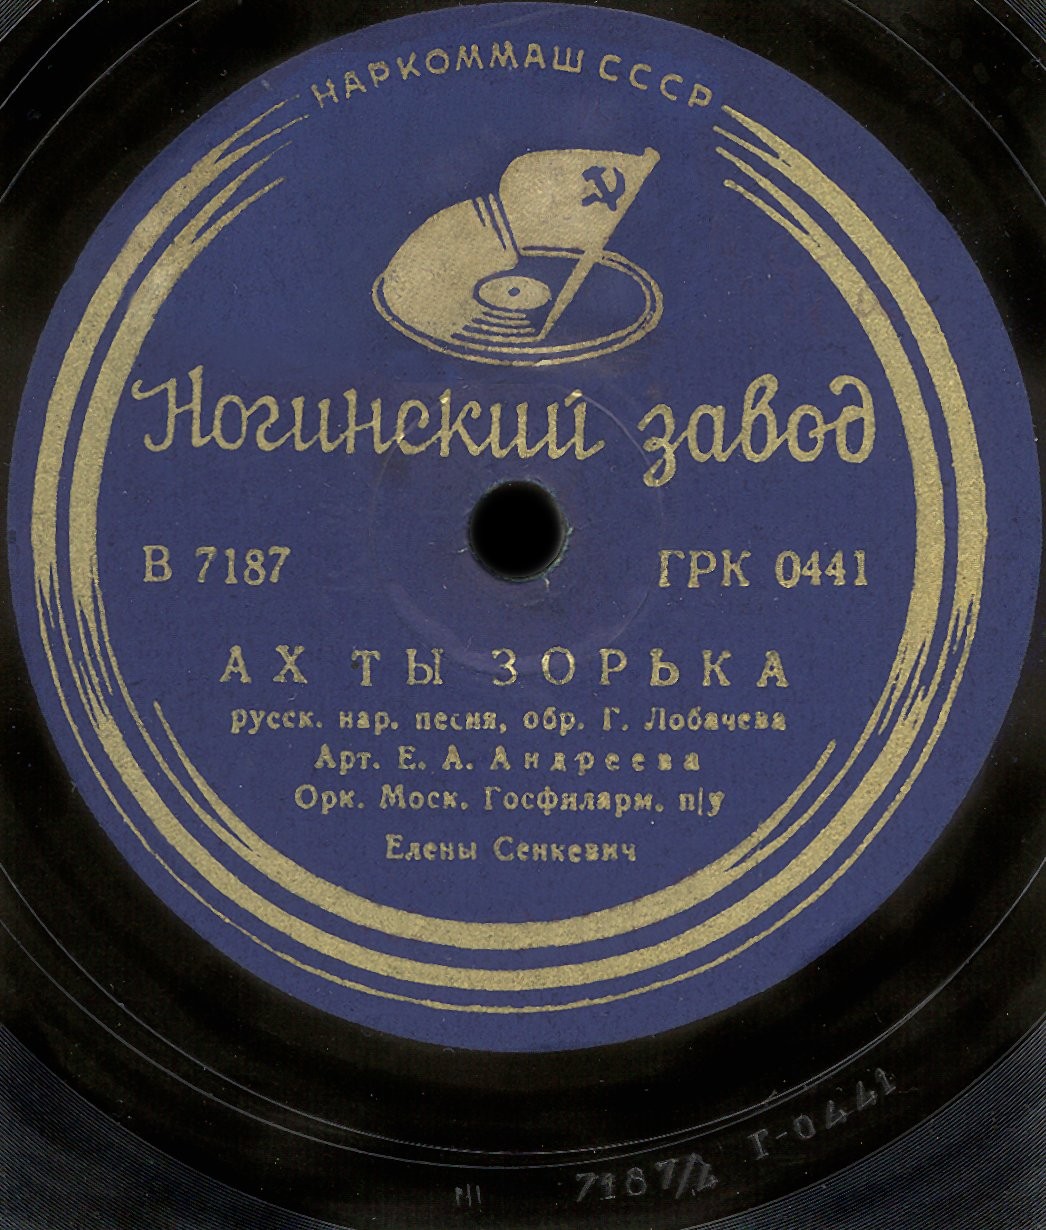 НАРКОММАШ СССР
Ногинский завод
В 7187
ГРК 0441
АХ ТЫ ЗОРЬКА
русск. нар. песня, обр. Г. Лобачева
Арт. Е. А. Андреева
Орк. Моск. Госфиларм. п/у
Елены Сенкевич
Г-0441